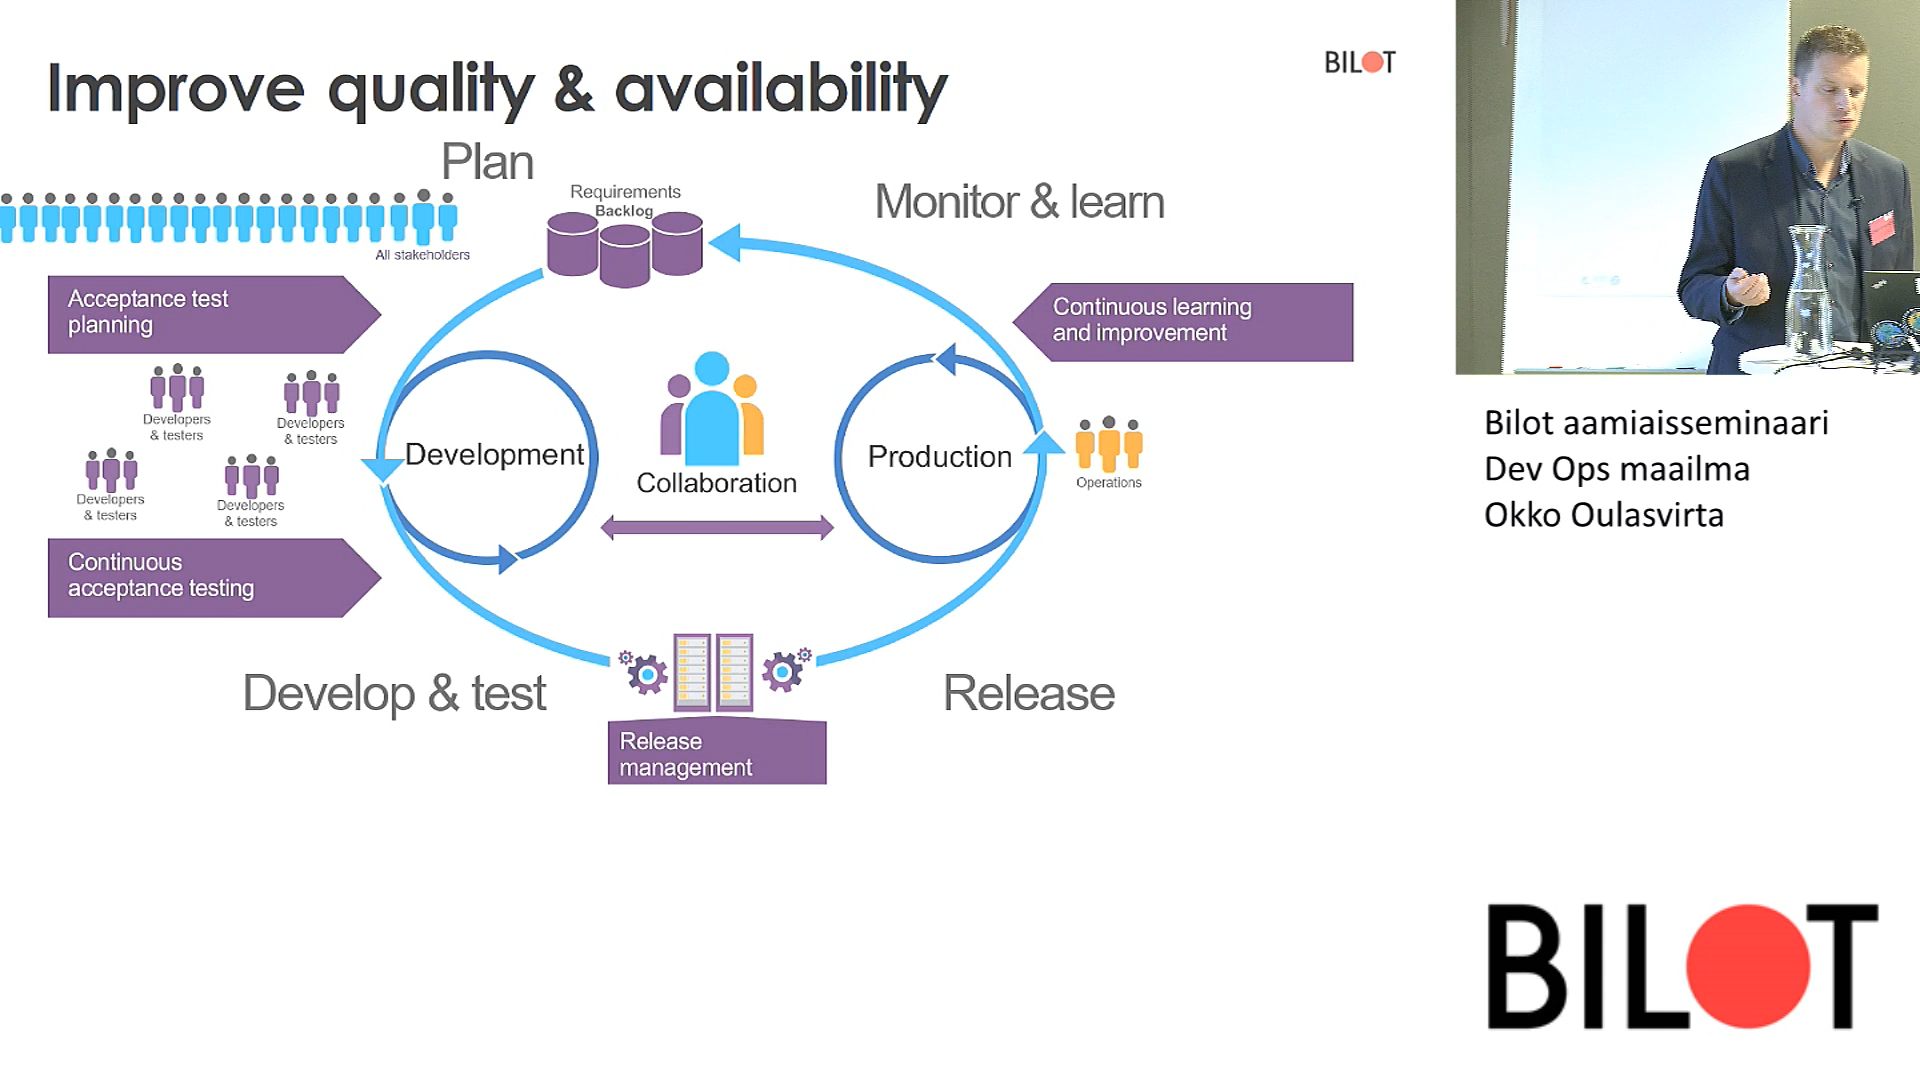 Improve quality & availability
BILOT
Plan
Requirements
Backlog
Monitor & learn
All stakeholders
Acceptance test
planning
Continuous learning
and improvement
Developers
& testers
Developers
& testers
Developers
& testers
Developers
& testers
Development
Collaboration
Production
Operations
Continuous
acceptance testing
Develop & test
Release
Release
management
Bilot aamiaisseminaari
Dev Ops maailma
Okko Oulasvirta
BILOT